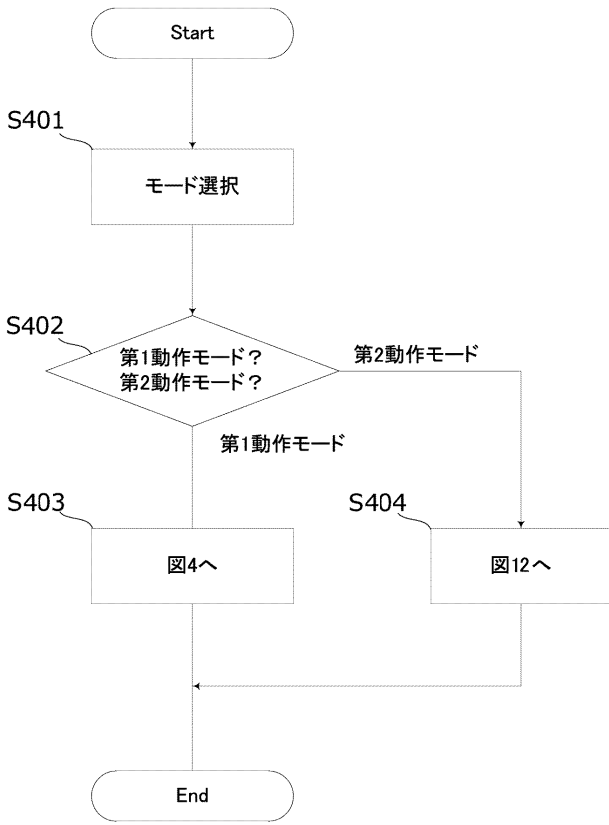 Start
S401
モード選択
S402
第1動作モード？
第2動作モード？
第2動作モード
第1動作モード
S403
図4へ
S404
図12へ
End